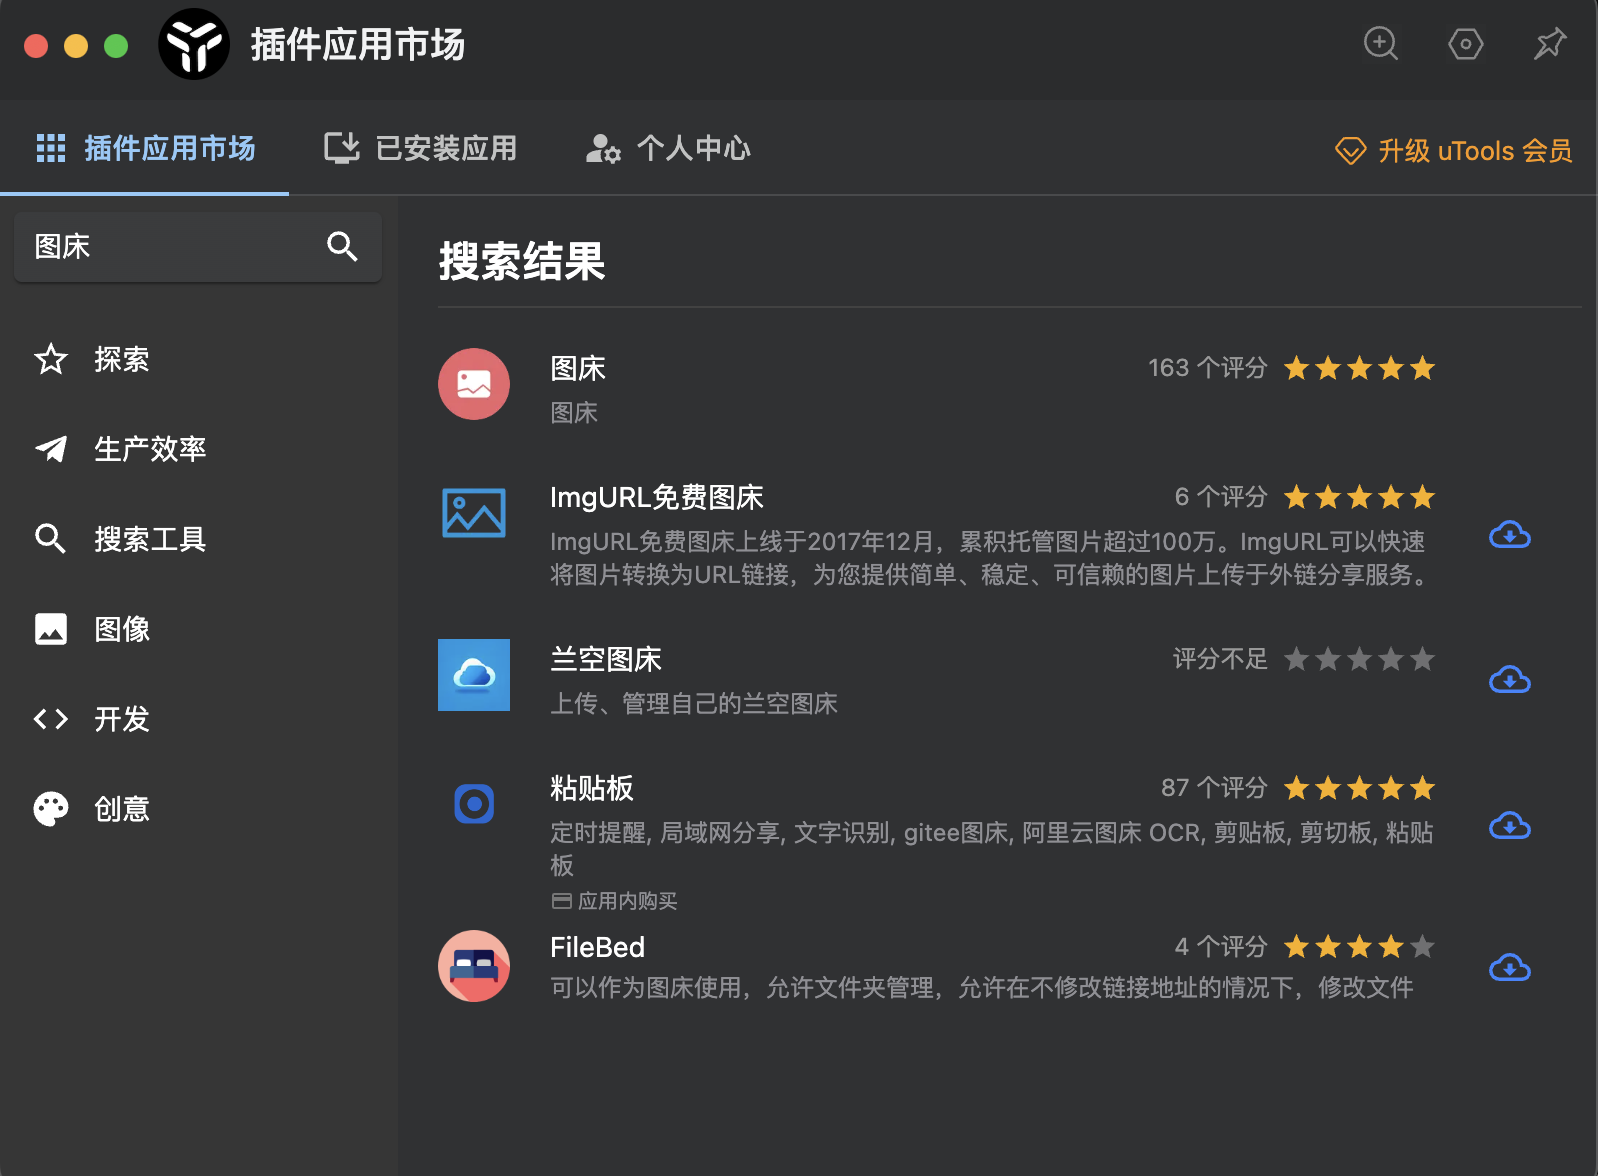 插件应用市场
插件应用市场
已安装应用
个人中心
升级 uTools 会员
图床
探索
生产效率
搜索工具
图像
开发
创意
搜索结果
图床
163 个评分
图床
ImgURL免费图床
6 个评分
ImgURL免费图床上线于2017年12月，累积托管图片超过100万。ImgURL可以快速
将图片转换为URL链接，为您提供简单、稳定、可信赖的图片上传于外链分享服务。
兰空图床
评分不足
上传、管理自己的兰空图床
粘贴板
87 个评分
定时提醒, 局域网分享, 文字识别, gitee图床, 阿里云图床 OCR, 剪贴板, 剪切板, 粘贴
板
应用内购买
FileBed
4 个评分
可以作为图床使用，允许文件夹管理，允许在不修改链接地址的情况下，修改文件